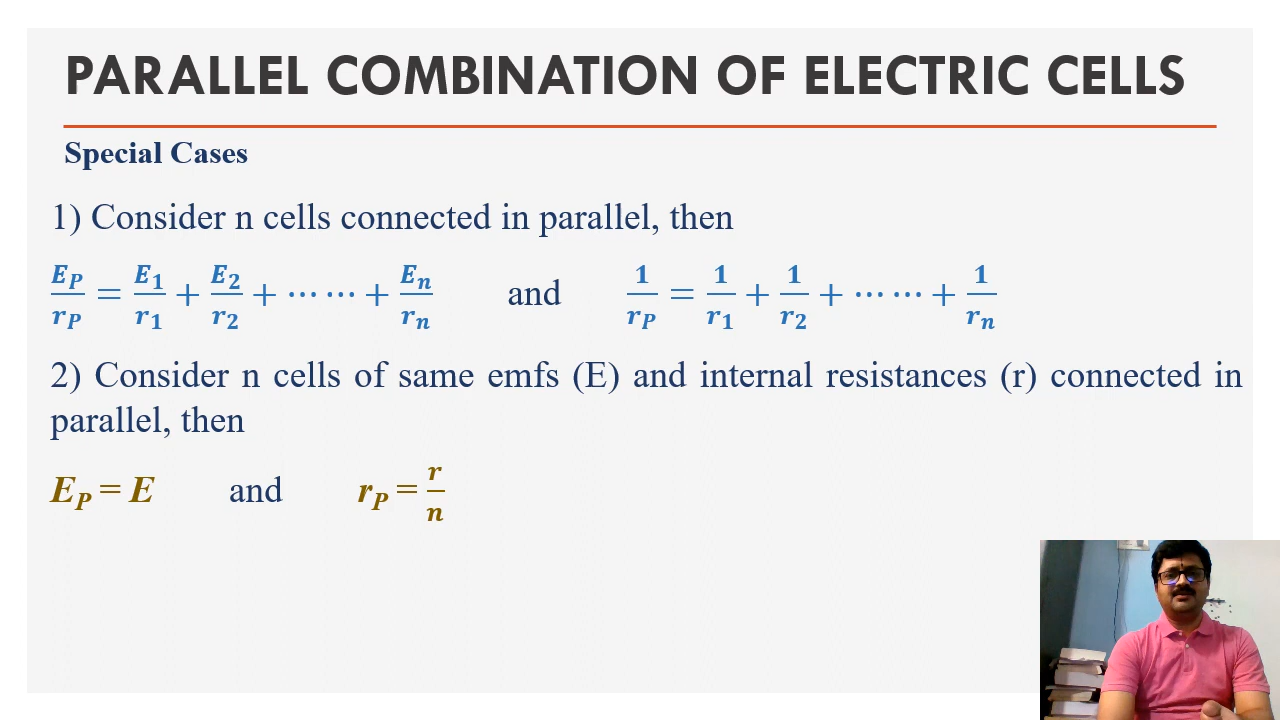 PARALLEL COMBINATION OF ELECTRIC CELLS
Special Cases
1) Consider n cells connected in parallel, then
E_P/r_P = E_1/r_1 + E_2/r_2 + ⋯⋯ + E_n/r_n and 1/r_P = 1/r_1 + 1/r_2 + ⋯⋯ + 1/r_n
2) Consider n cells of same emfs (E) and internal resistances (r) connected in
parallel, then
E_P = E and r_P = r/n